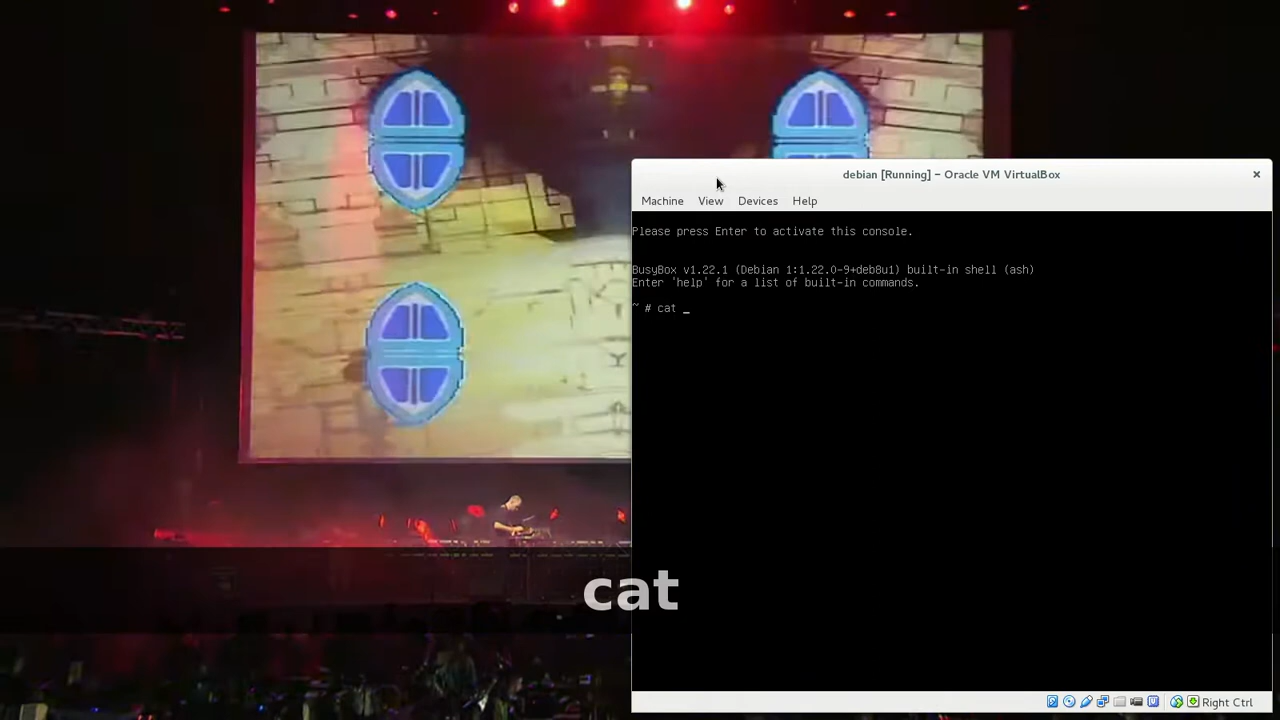 debian [Running] – Oracle VM VirtualBox
Machine View Devices Help
Please press Enter to activate this console.
BusyBox v1.22.1 (Debian 1:1.22.0-9+deb8u1) built-in shell (ash)
Enter 'help' for a list of built-in commands.
~ # cat _
cat
Right Ctrl